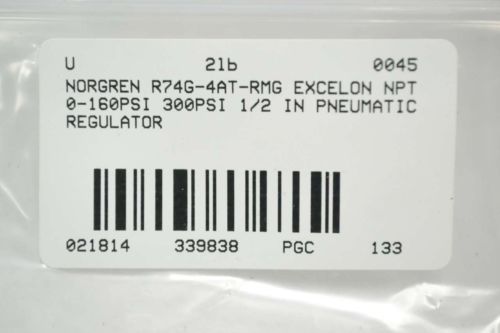 U 21b 0045
NORGREN R74G-4AT-RMG EXCELON NPT
0-160PSI 300PSI 1/2 IN PNEUMATIC
REGULATOR
021814 339838 PGC 133